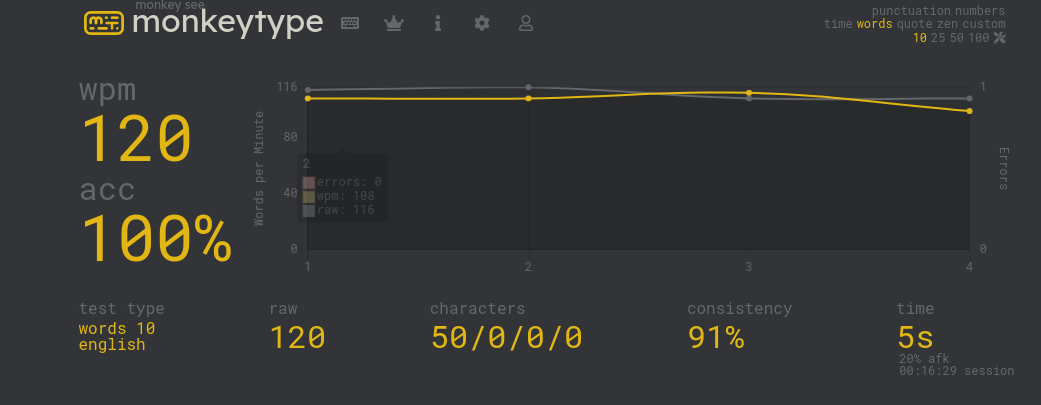 monkey see
monkeytype
punctuation numbers
time words quote zen custom
10 25 50 100
wpm
120
acc
100%
116
80
40
0
Words per Minute
2
errors: 0
wpm: 108
raw: 116
1
0
Errors
1 2 3 4
test type
words 10
english
raw
120
characters
50/0/0/0
consistency
91%
time
5s
20% afk
00:16:29 session